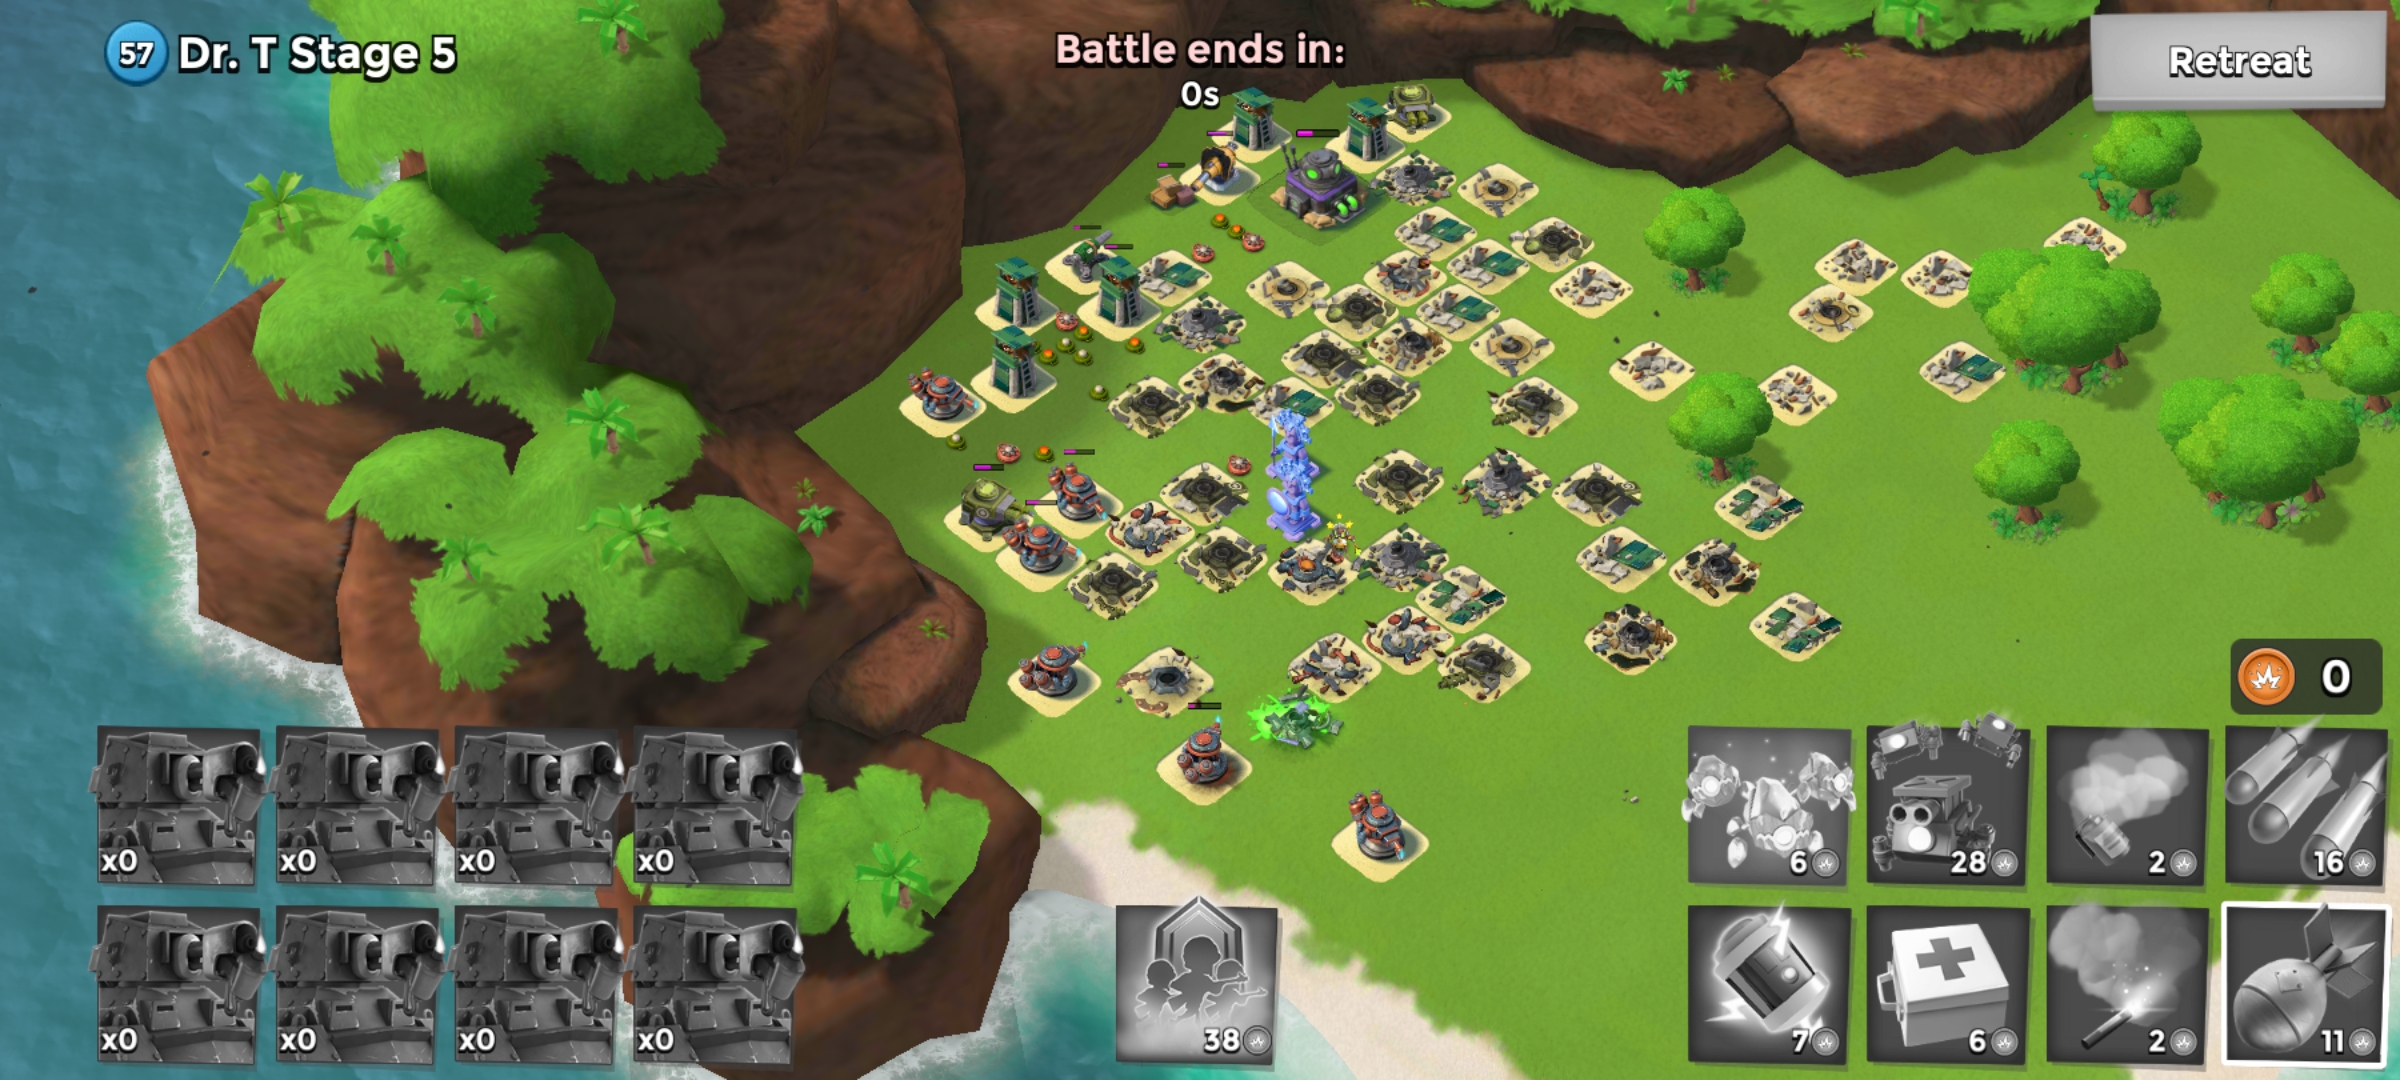 57 Dr. T Stage 5
Battle ends in:
0s
Retreat
0
x0 x0 x0 x0
6 28 2 16
x0 x0 x0 x0
38
7 6 2 11